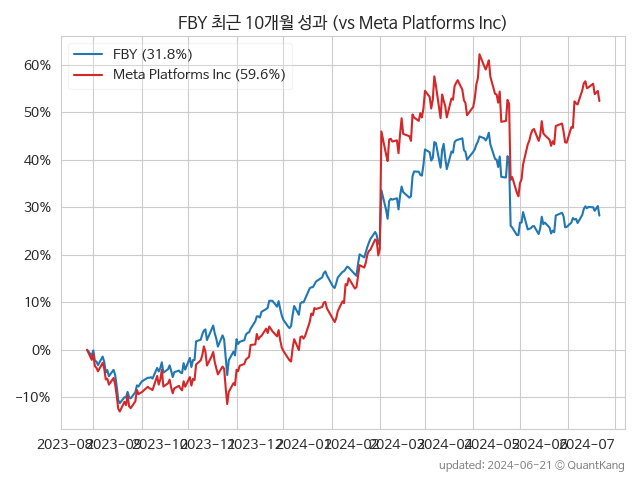 FBY 최근 10개월 성과 (vs Meta Platforms Inc)
FBY (31.8%)
Meta Platforms Inc (59.6%)
60%
50%
40%
30%
20%
10%
0%
−10%
2023-08 2023-09 2023-10 2023-11 2023-12 2024-01 2024-02 2024-03 2024-04 2024-05 2024-06 2024-07
updated: 2024-06-21 © QuantKang